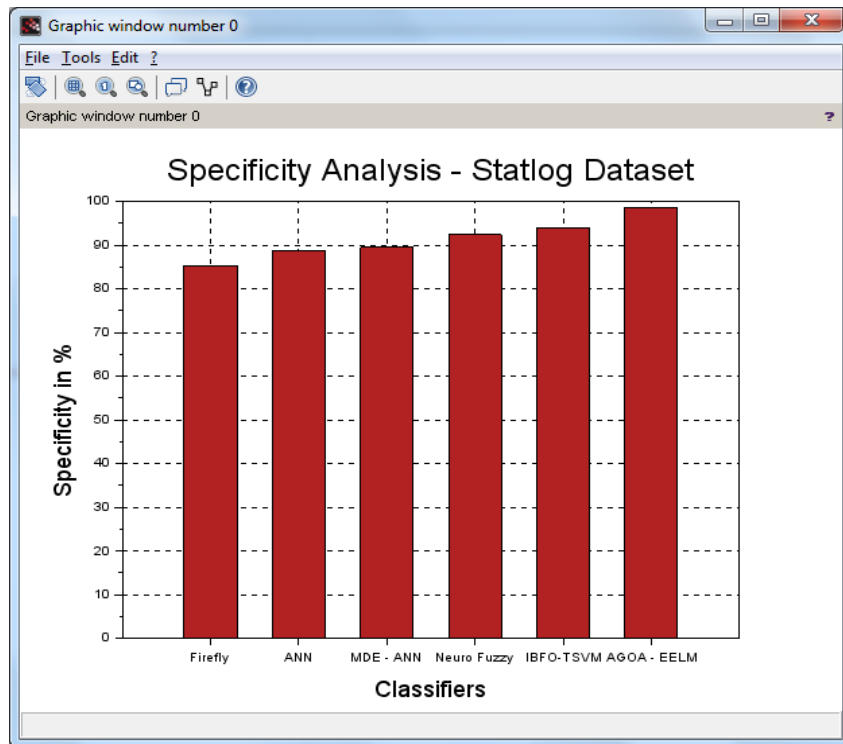 Graphic window number 0
File Tools Edit ?
Graphic window number 0 ?
Specificity Analysis - Statlog Dataset
100
90
80
70
60
50
40
30
20
10
0
Specificity in %
Firefly ANN MDE - ANN Neuro Fuzzy IBFO-TSVM AGOA - EELM
Classifiers